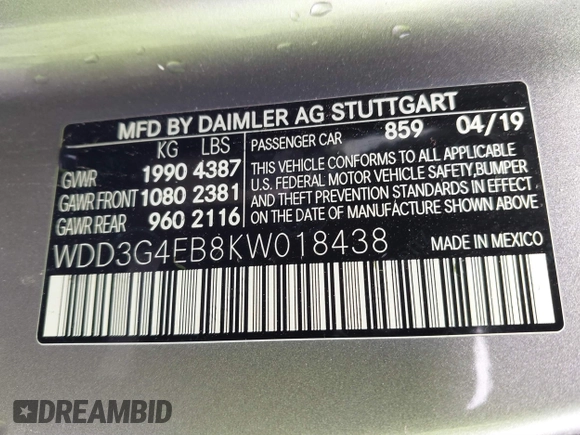 MFD BY DAIMLER AG STUTTGART
KG LBS PASSENGER CAR 859 04/19
GVWR 1990 4387
GAWR FRONT 1080 2381
GAWR REAR 960 2116
THIS VEHICLE CONFORMS TO ALL APPLICABLE
U.S. FEDERAL MOTOR VEHICLE SAFETY,BUMPER
AND THEFT PREVENTION STANDARDS IN EFFECT
ON THE DATE OF MANUFACTURE SHOWN ABOVE.
WDD3G4EB8KW018438 MADE IN MEXICO
DREAMBID